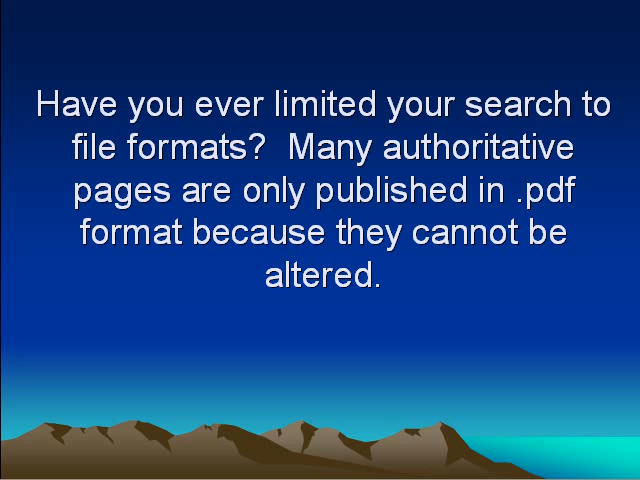 Have you ever limited your search to
file formats?  Many authoritative
pages are only published in .pdf
format because they cannot be
altered.